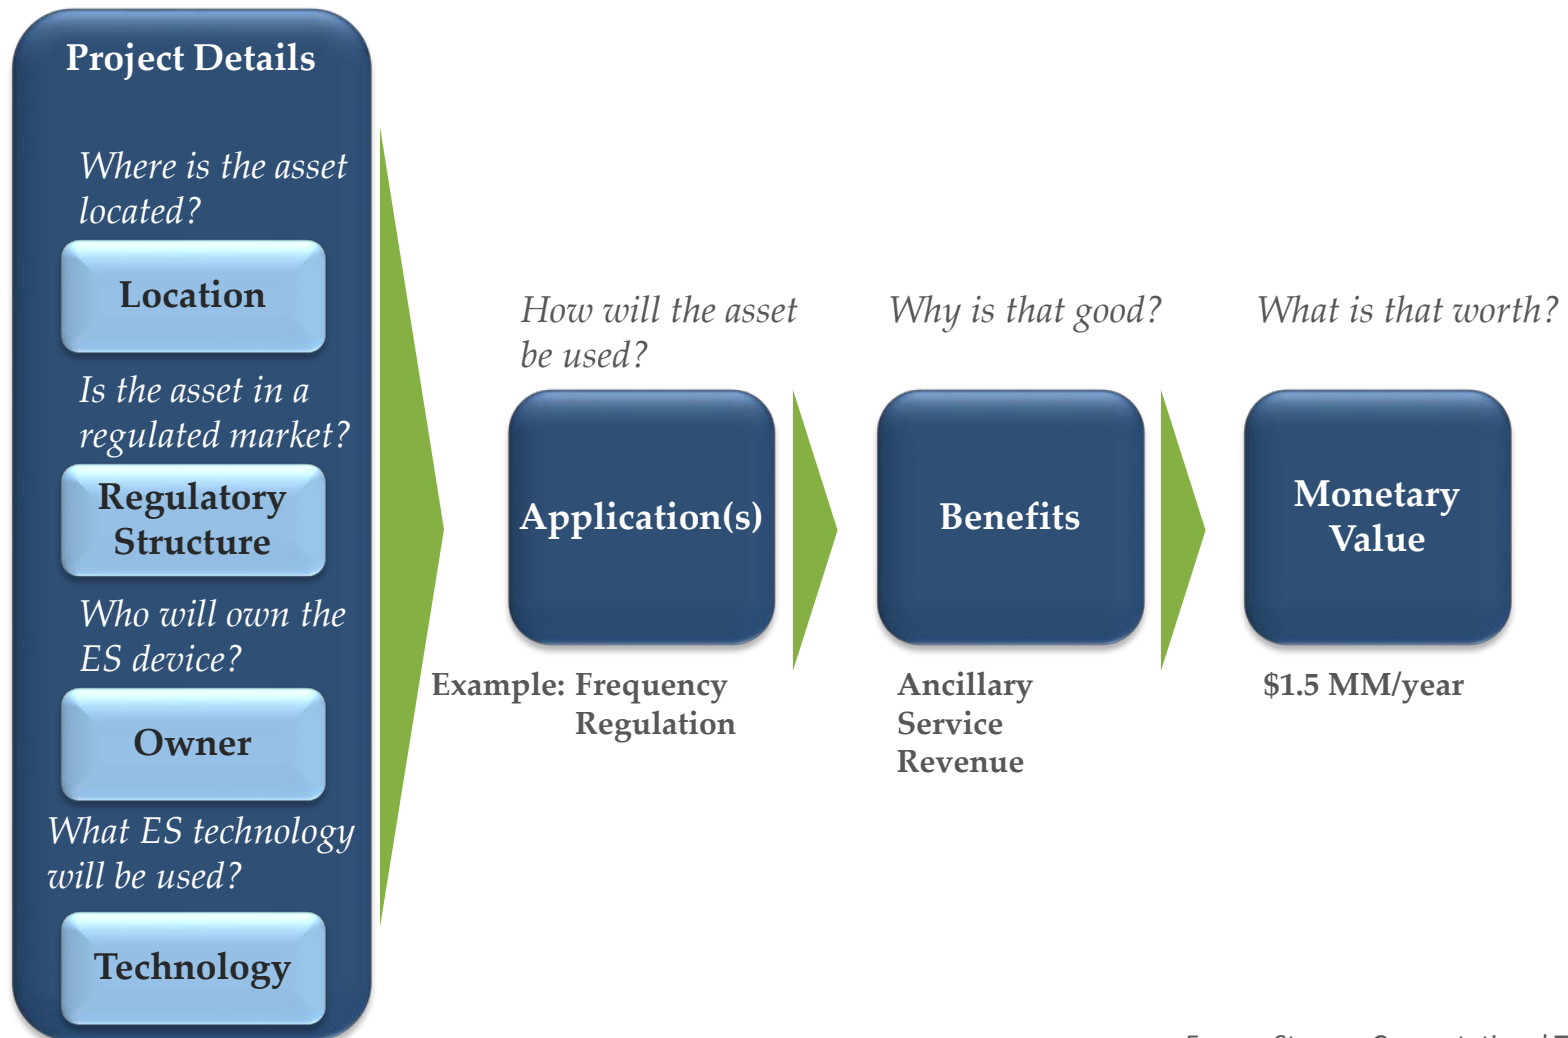 Project Details
Where is the asset
located?
Location
Is the asset in a
regulated market?
Regulatory
Structure
Who will own the
ES device?
Owner
What ES technology
will be used?
Technology
How will the asset
be used?
Application(s)
Example: Frequency
Regulation
Why is that good?
Benefits
Ancillary
Service
Revenue
What is that worth?
Monetary
Value
$1.5 MM/year